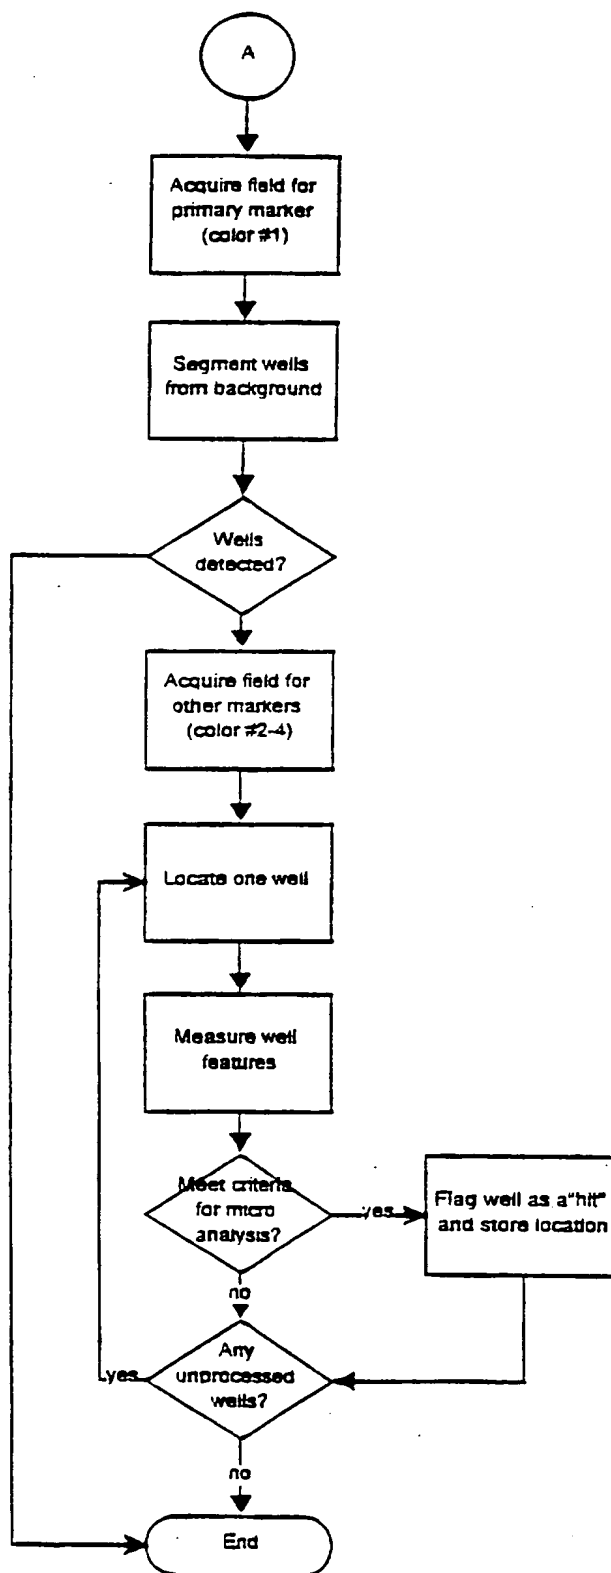 A
Acquire field for
primary marker
(color #1)
Segment wells
from background
Wells
detected?
Acquire field for
other markers
(color #2-4)
Locate one well
Measure well
features
Meet criteria
for micro
analysis?
yes
Flag well as a"hit"
and store location
no
Any
unprocessed
wells?
yes
no
End